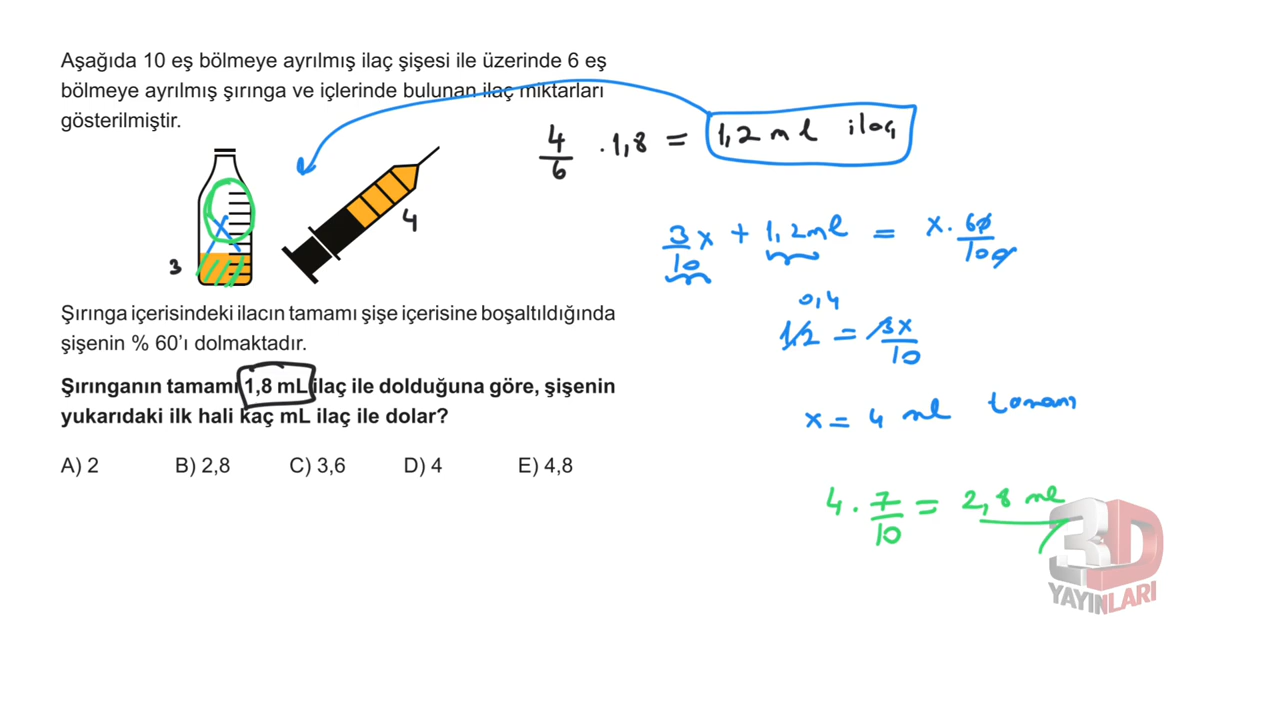 Aşağıda 10 eş bölmeye ayrılmış ilaç şişesi ile üzerinde 6 eş
bölmeye ayrılmış şırınga ve içlerinde bulunan ilaç miktarları
gösterilmiştir.
4/6 . 1,8 = 1,2 ml ilaç
4
3
3x/10 + 1,2ml = x . 60/100
0,4
1,2 = 3x/10
x = 4 ml tamamı
Şırınga içerisindeki ilacın tamamı şişe içerisine boşaltıldığında
şişenin % 60’ı dolmaktadır.
Şırınganın tamamı 1,8 mL ilaç ile dolduğuna göre, şişenin
yukarıdaki ilk hali kaç mL ilaç ile dolar?
A) 2 B) 2,8 C) 3,6 D) 4 E) 4,8
4 . 7/10 = 2,8 ml
3D
YAYINLARI